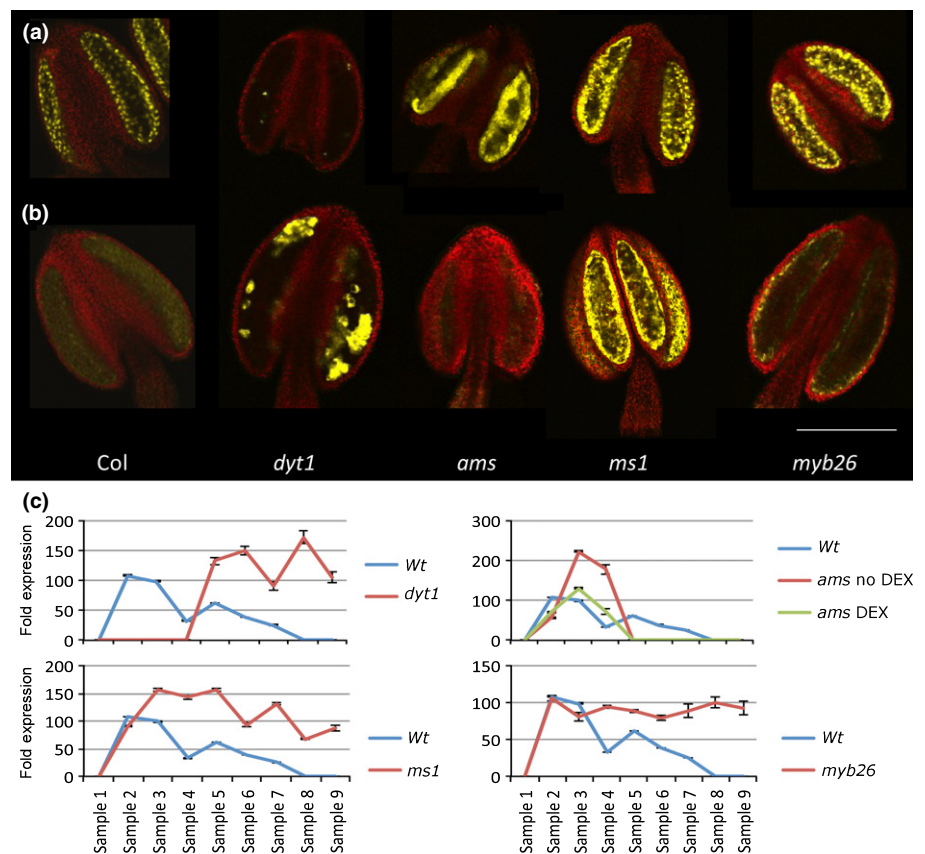 (a)
(b)
Col dyt1 ams ms1 myb26
(c)
Fold expression
200
150
100
50
0
Wt
dyt1
300
200
100
0
Wt
ams no DEX
ams DEX
Fold expression
200
150
100
50
0
Wt
ms1
Sample 1
Sample 2
Sample 3
Sample 4
Sample 5
Sample 6
Sample 7
Sample 8
Sample 9
150
100
50
0
Wt
myb26
Sample 1
Sample 2
Sample 3
Sample 4
Sample 5
Sample 6
Sample 7
Sample 8
Sample 9